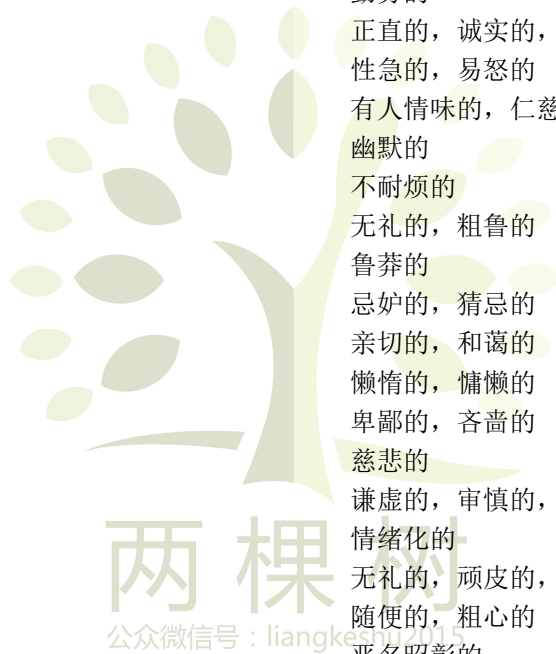 正直的，诚实的，
性急的，易怒的
有人情味的，仁慈
幽默的
不耐烦的
无礼的，粗鲁的
鲁莽的
忌妒的，猜忌的
亲切的，和蔼的
懒惰的，慵懒的
卑鄙的，吝啬的
慈悲的
谦虚的，审慎的，
情绪化的
无礼的，顽皮的，
随便的，粗心的
两棵树
公众微信号：liangkeshu2015